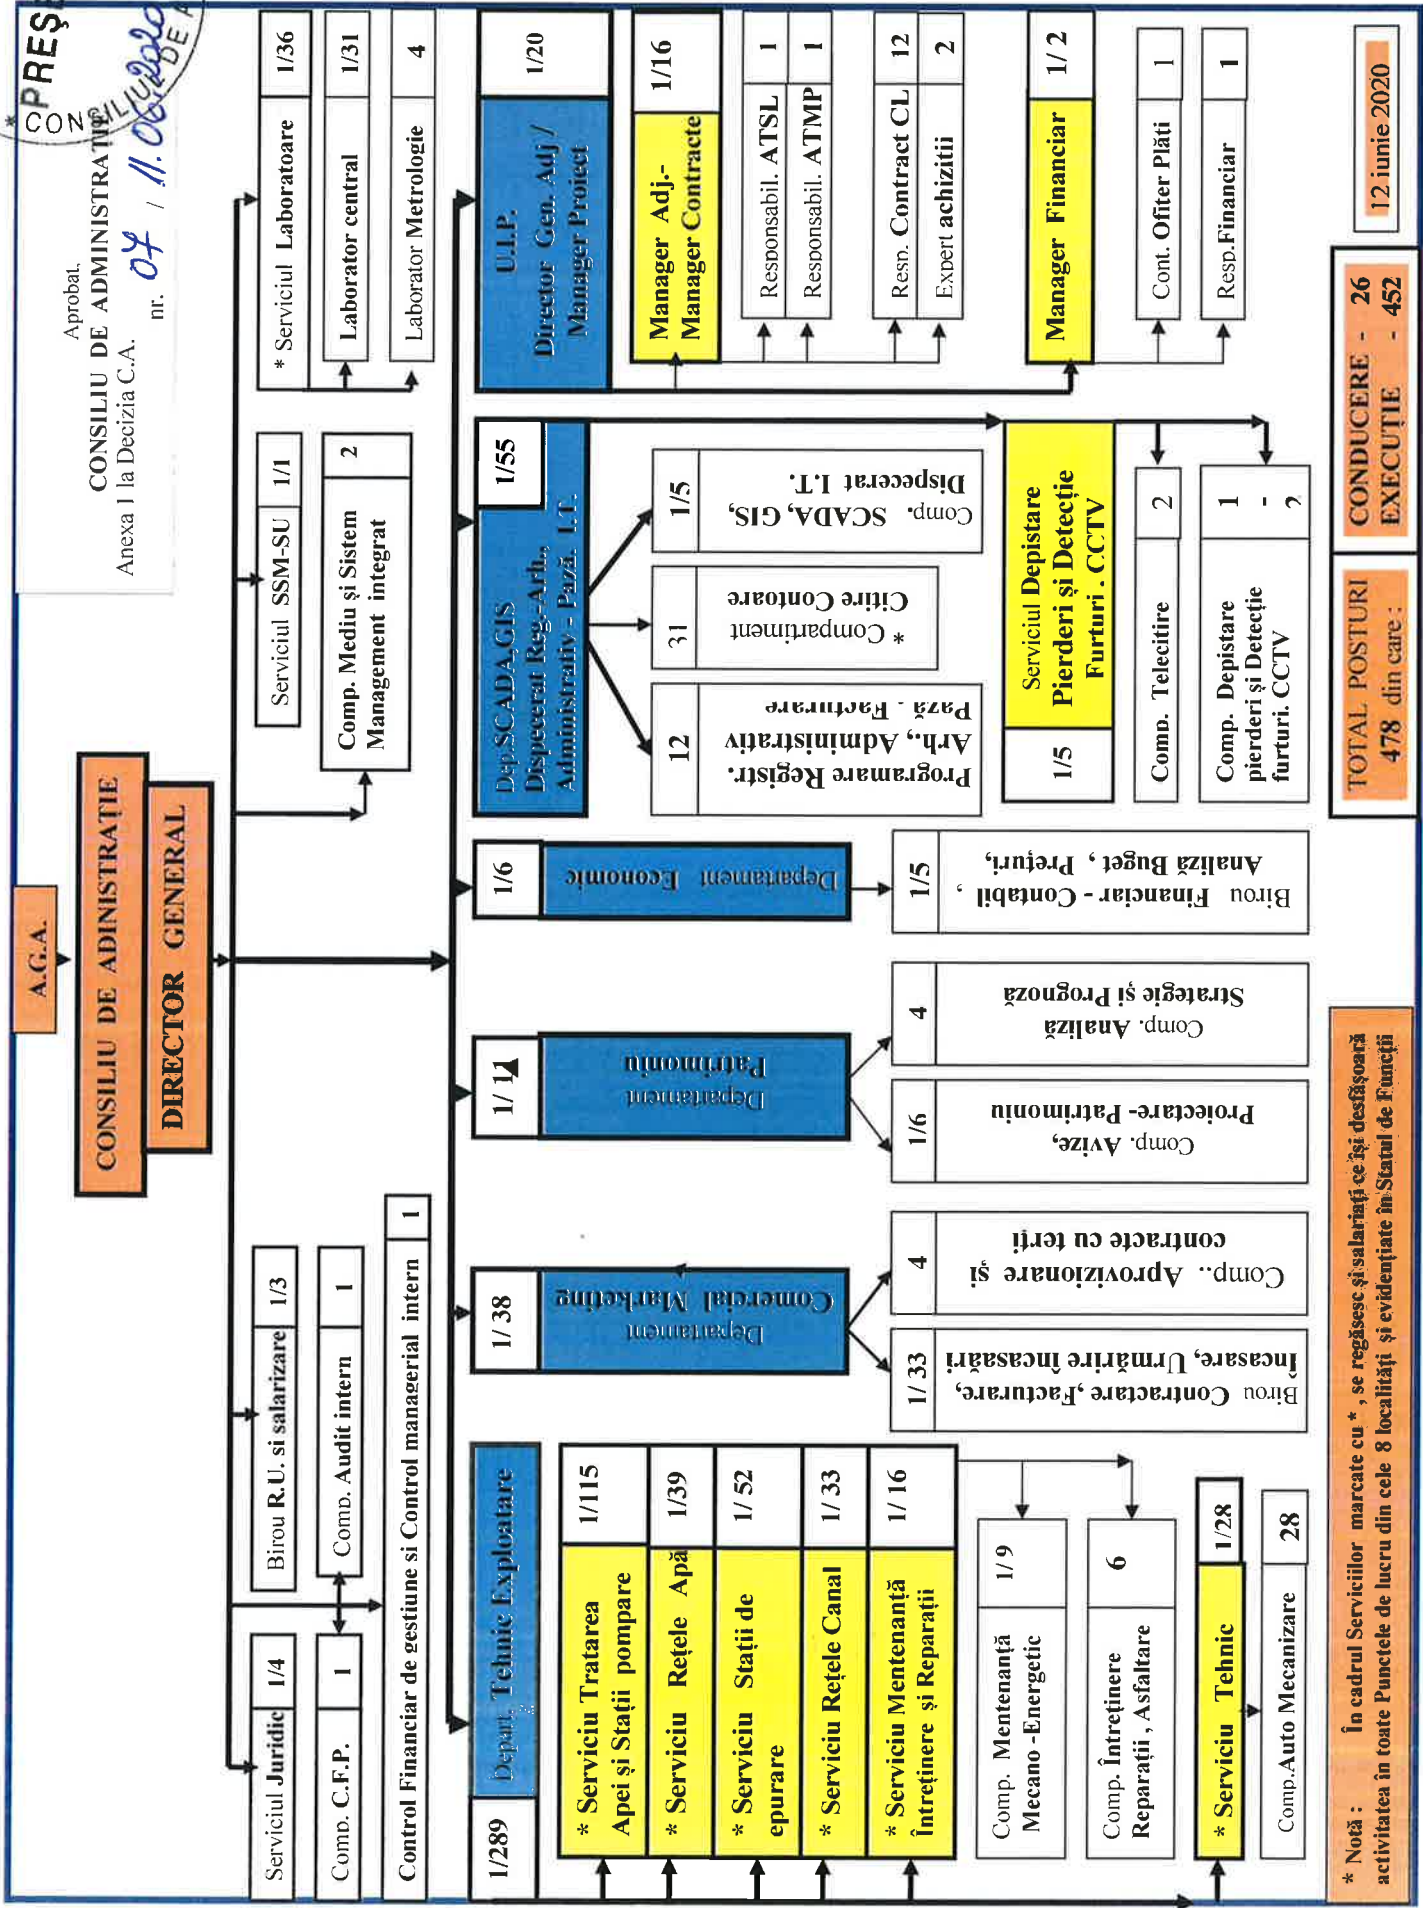 Aprobat,
CONSILIU DE ADMINISTRAȚIE
Anexa 1 la Decizia C.A.
nr. 07 / 11.06.2020
* PREȘ
CONSILIUL DE A
A.G.A.
CONSILIU DE ADINISTRAȚIE
DIRECTOR GENERAL
Serviciul Juridic 1/4
Comp. C.F.P. 1
Birou R.U. si salarizare 1/3
Comp. Audit intern 1
Control Financiar de gestiune si Control managerial intern 1
Serviciul SSM-SU 1/1
Comp. Mediu și Sistem 2
Management integrat
* Serviciul Laboratoare 1/36
Laborator central 1/31
Laborator Metrologie 4
1/289 Depart. Tehnic Exploatare
* Serviciu Tratarea 1/115
Apei și Stații pompare
* Serviciu Rețele Apă 1/39
* Serviciu Stații de 1/ 52
epurare
* Serviciu Rețele Canal 1/ 33
* Serviciu Mentenanță 1/ 16
Întreținere și Reparații
Comp. Mentenanță 1/ 9
Mecano -Energetic
Comp. Întreținere 6
Reparații , Asfaltare
* Serviciu Tehnic 1/28
Comp.Auto Mecanizare 28
1/ 38
Departament
Comercial Marketing
1/ 33
Birou Contractare ,Facturare,
Încasare, Urmărire încasări
4
Comp.. Aprovizionare și
contracte cu terți
1/ 11
Departament
Patrimoniu
1/6
Comp. Avize,
Proiectare- Patrimoniu
4
Comp. Analiză
Strategie și Prognoză
1/6
Departament Economic
1/5
Birou Financiar - Contabil ,
Analiză Buget , Prețuri,
1/55
Dep.SCADA,GIS
Dispecerat Reg.-Arh.,
Administrativ - Pază. I.T.
12
Programare Registr.
Arh., Administrativ
Pază . Facturare
31
* Compartiment
Citire Contoare
1/5
Comp. SCADA, GIS,
Dispecerat I.T.
1/5
Serviciul Depistare
Pierderi și Detecție
Furturi . CCTV
Comp. Telecitire 2
Comp. Depistare 1
pierderi și Detecție -
furturi. CCTV 2
U.I.P. 1/20
Director Gen. Adj /
Manager Proiect
Manager Adj.- 1/16
Manager Contracte
Responsabil. ATSL 1
Responsabil. ATMP 1
Resp. Contract CL 12
Expert achizitii 2
Manager Financiar 1/ 2
Cont. Ofiter Plăti 1
Resp.Financiar 1
* Notă : În cadrul Serviciilor marcate cu * , se regăsesc și salariați ce își desfășoară
activitatea în toate Punctele de lucru din cele 8 localități și evidențiate în Statul de Funcții
TOTAL POSTURI
478 din care :
CONDUCERE - 26
EXECUȚIE - 452
12 iunie 2020